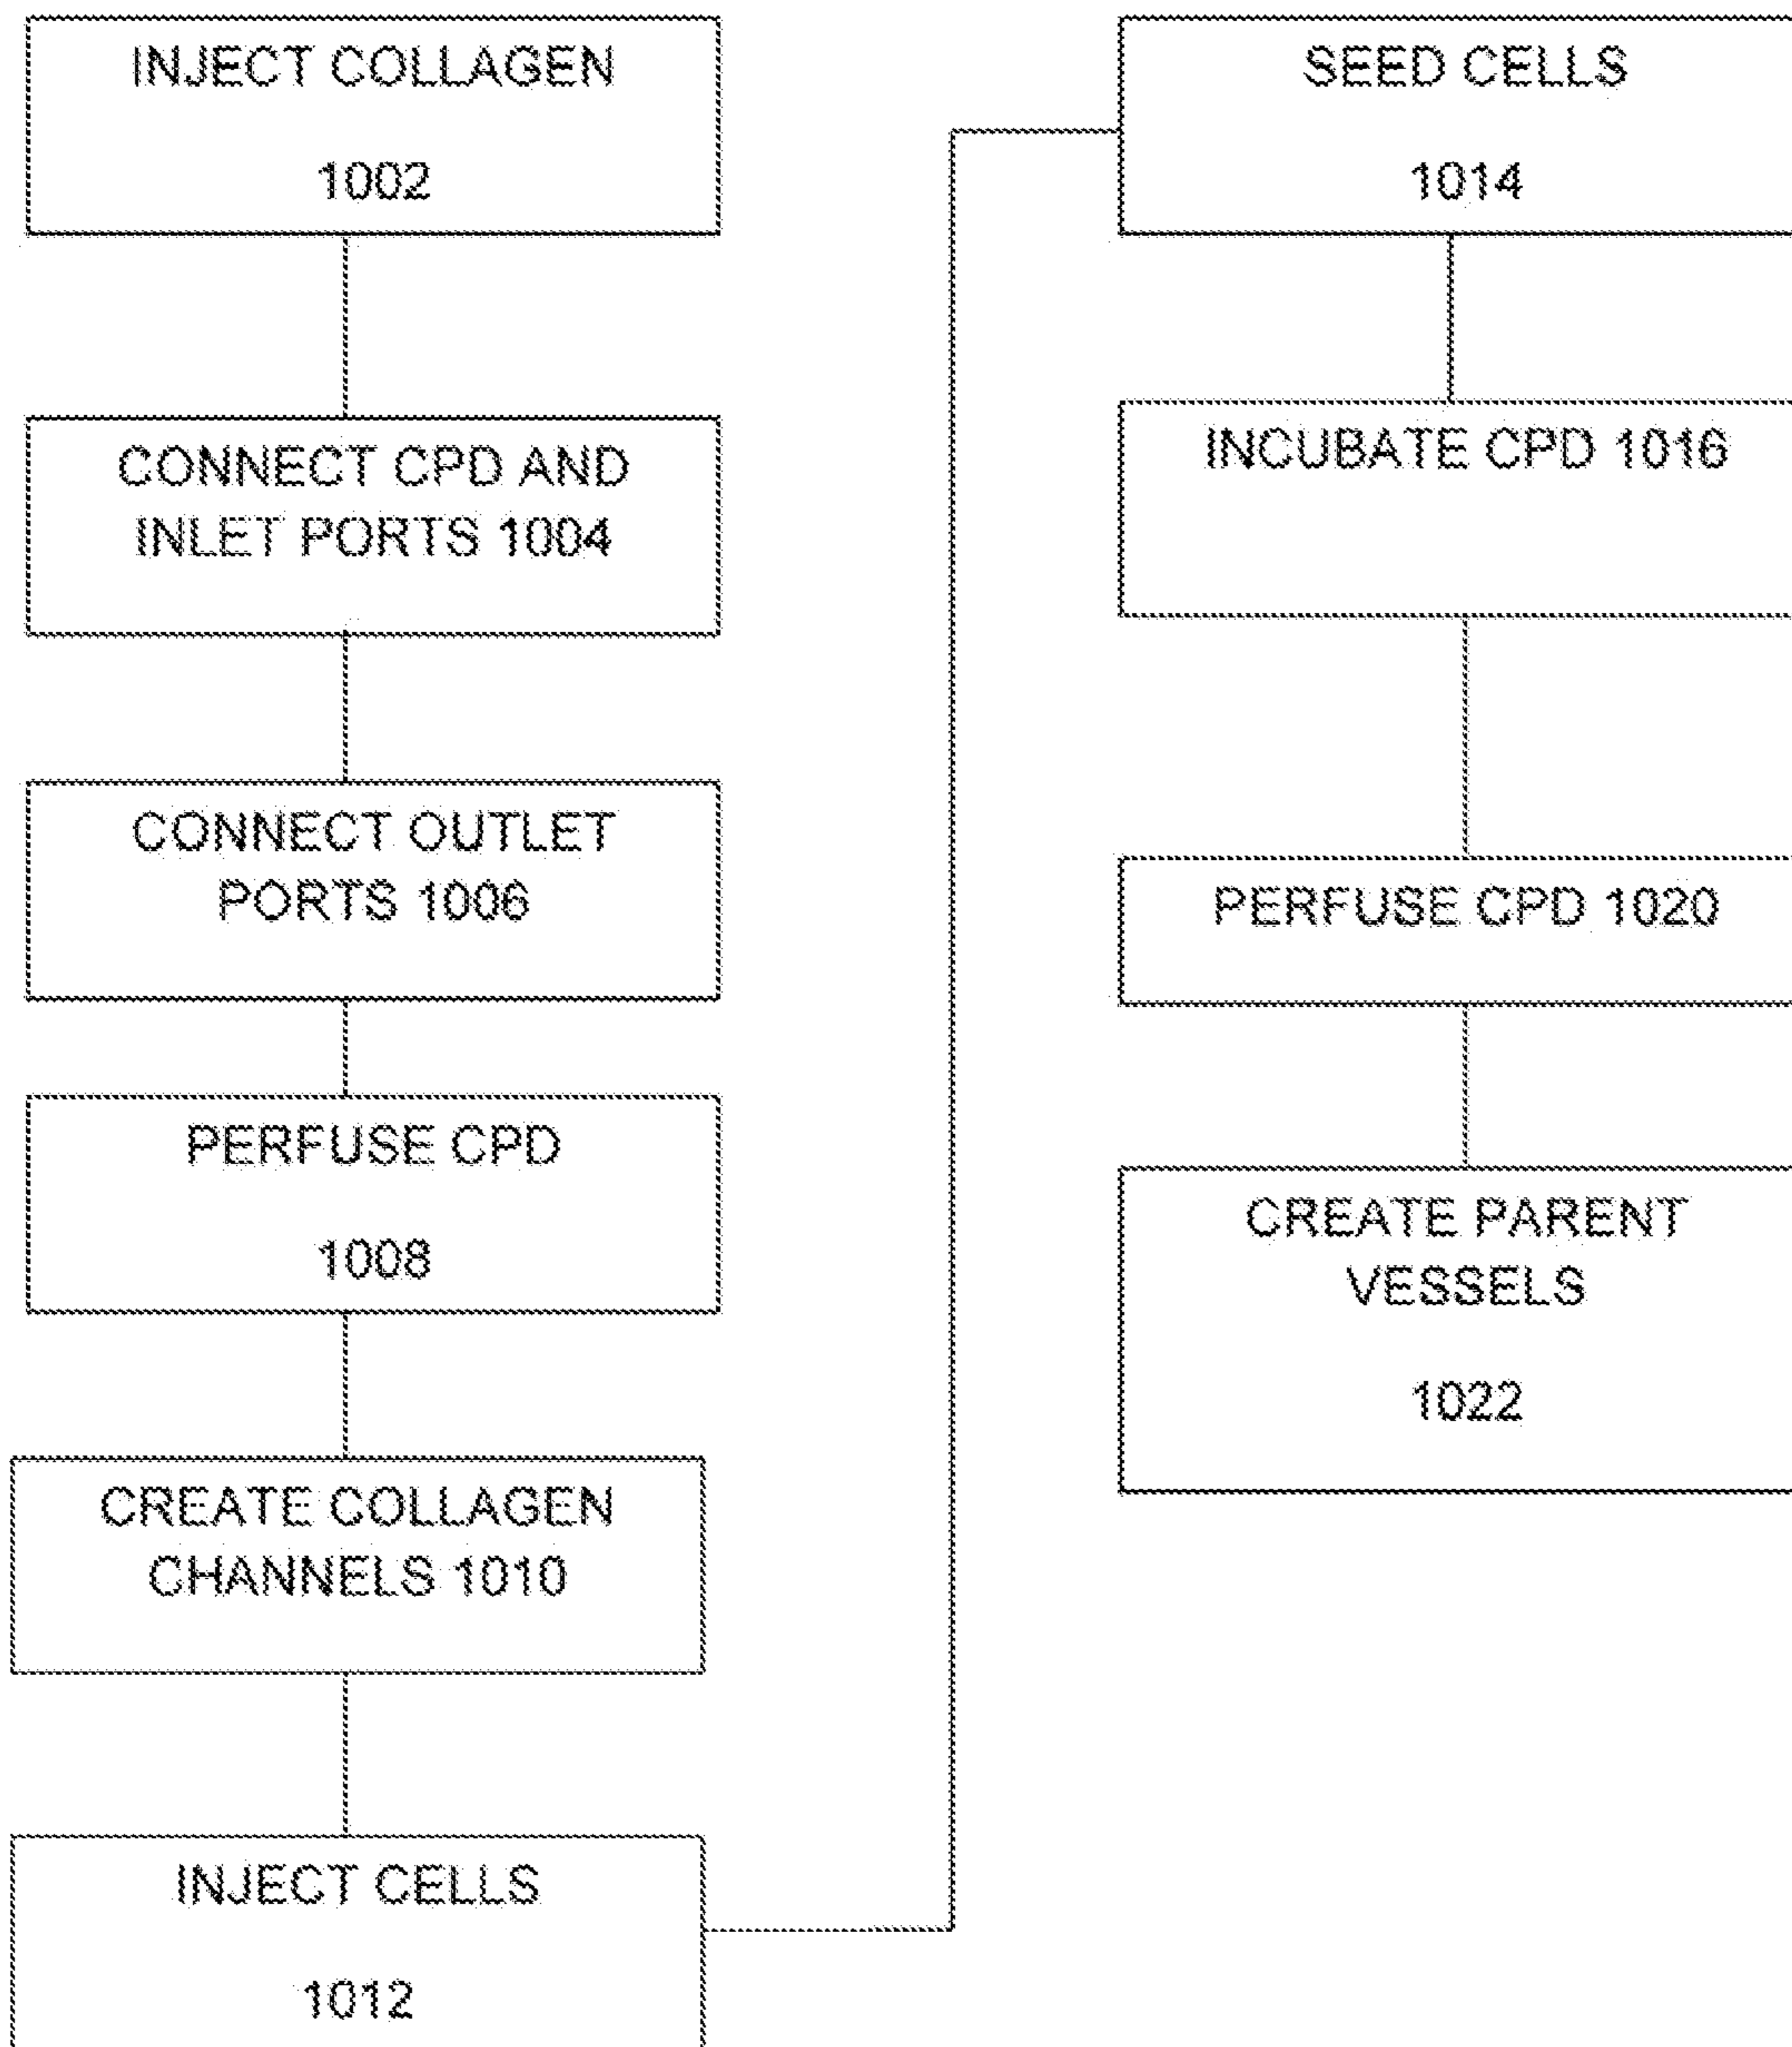 INJECT COLLAGEN
1002
CONNECT CPD AND
INLET PORTS 1004
CONNECT OUTLET
PORTS 1006
PERFUSE CPD
1008
CREATE COLLAGEN
CHANNELS 1010
INJECT CELLS
1012
SEED CELLS
1014
INCUBATE CPD 1016
PERFUSE CPD 1020
CREATE PARENT
VESSELS
1022